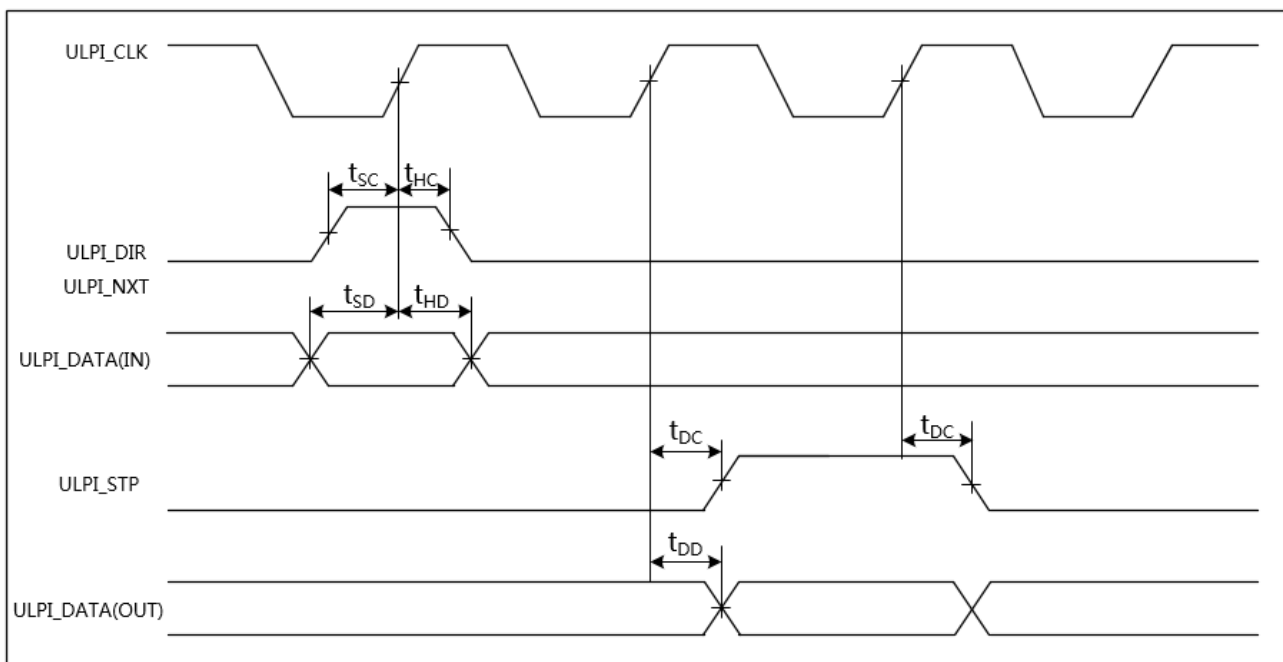 ULPI_CLK
tSC tHC
ULPI_DIR
ULPI_NXT
tSD tHD
ULPI_DATA(IN)
tDC tDC
ULPI_STP
tDD
ULPI_DATA(OUT)